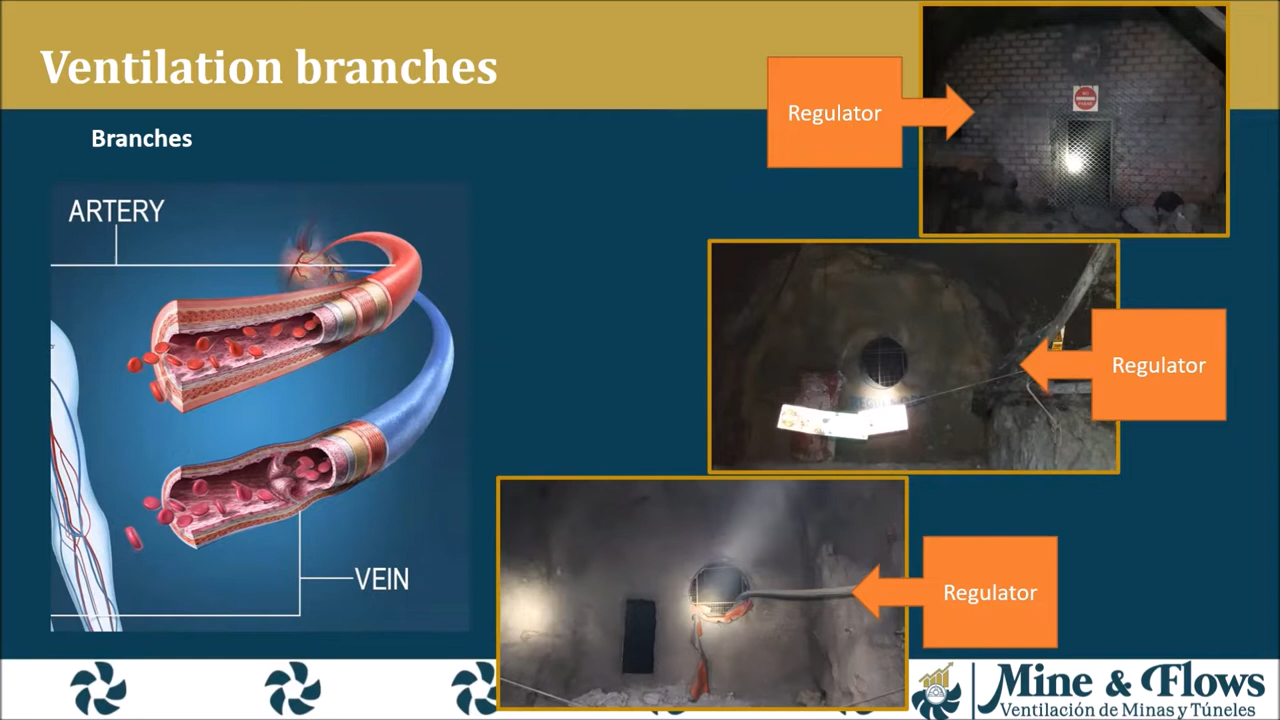 Ventilation branches
Branches
ARTERY
VEIN
Regulator
Regulator
Regulator
Mine & Flows
Ventilación de Minas y Túneles